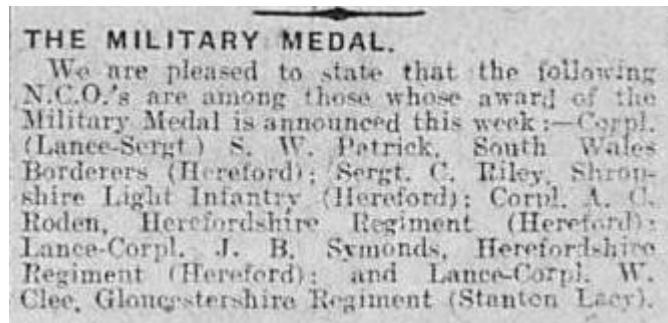 THE MILITARY MEDAL.
We are pleased to state that the following
N.C.O.'s are among those whose award of the
Military Medal is announced this week:—Corpl.
(Lance-Sergt.) S. W. Patrick, South Wales
Borderers (Hereford); Sergt. C. Riley, Shrop-
shire Light Infantry (Hereford); Corpl. A. C.
Roden, Herefordshire Regiment (Hereford);
Lance-Corpl. J. B. Symonds, Herefordshire
Regiment (Hereford); and Lance-Corpl. W.
Clee, Gloucestershire Regiment (Stanton Lacy).